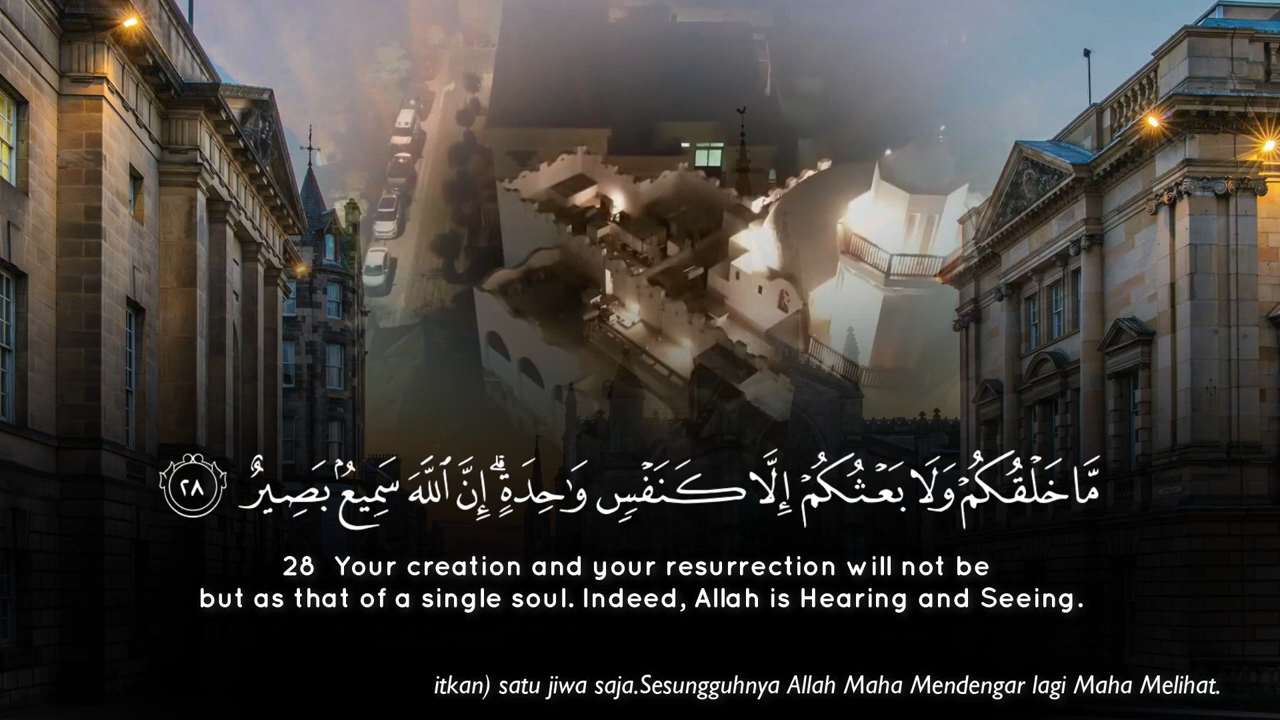 مَّا خَلْقُكُمْ وَلَا بَعْثُكُمْ إِلَّا كَنَفْسٍ وَٰحِدَةٍ ۗ إِنَّ ٱللَّهَ سَمِيعٌۢ بَصِيرٌ ٢٨
28 Your creation and your resurrection will not be
but as that of a single soul. Indeed, Allah is Hearing and Seeing.
itkan) satu jiwa saja.Sesungguhnya Allah Maha Mendengar lagi Maha Melihat.